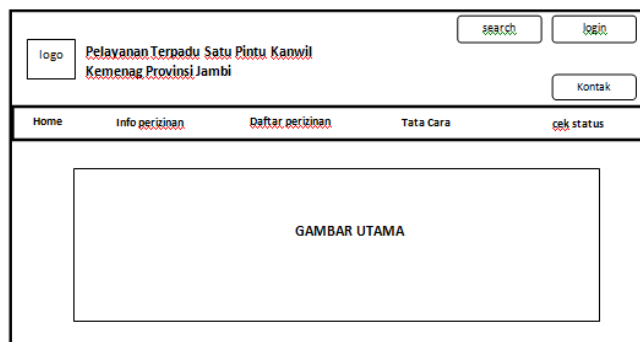 search
login
logo
Pelayanan Terpadu Satu Pintu Kanwil
Kemenag Provinsi Jambi
Kontak
Home
Info perizinan
Daftar perizinan
Tata Cara
cek status
GAMBAR UTAMA